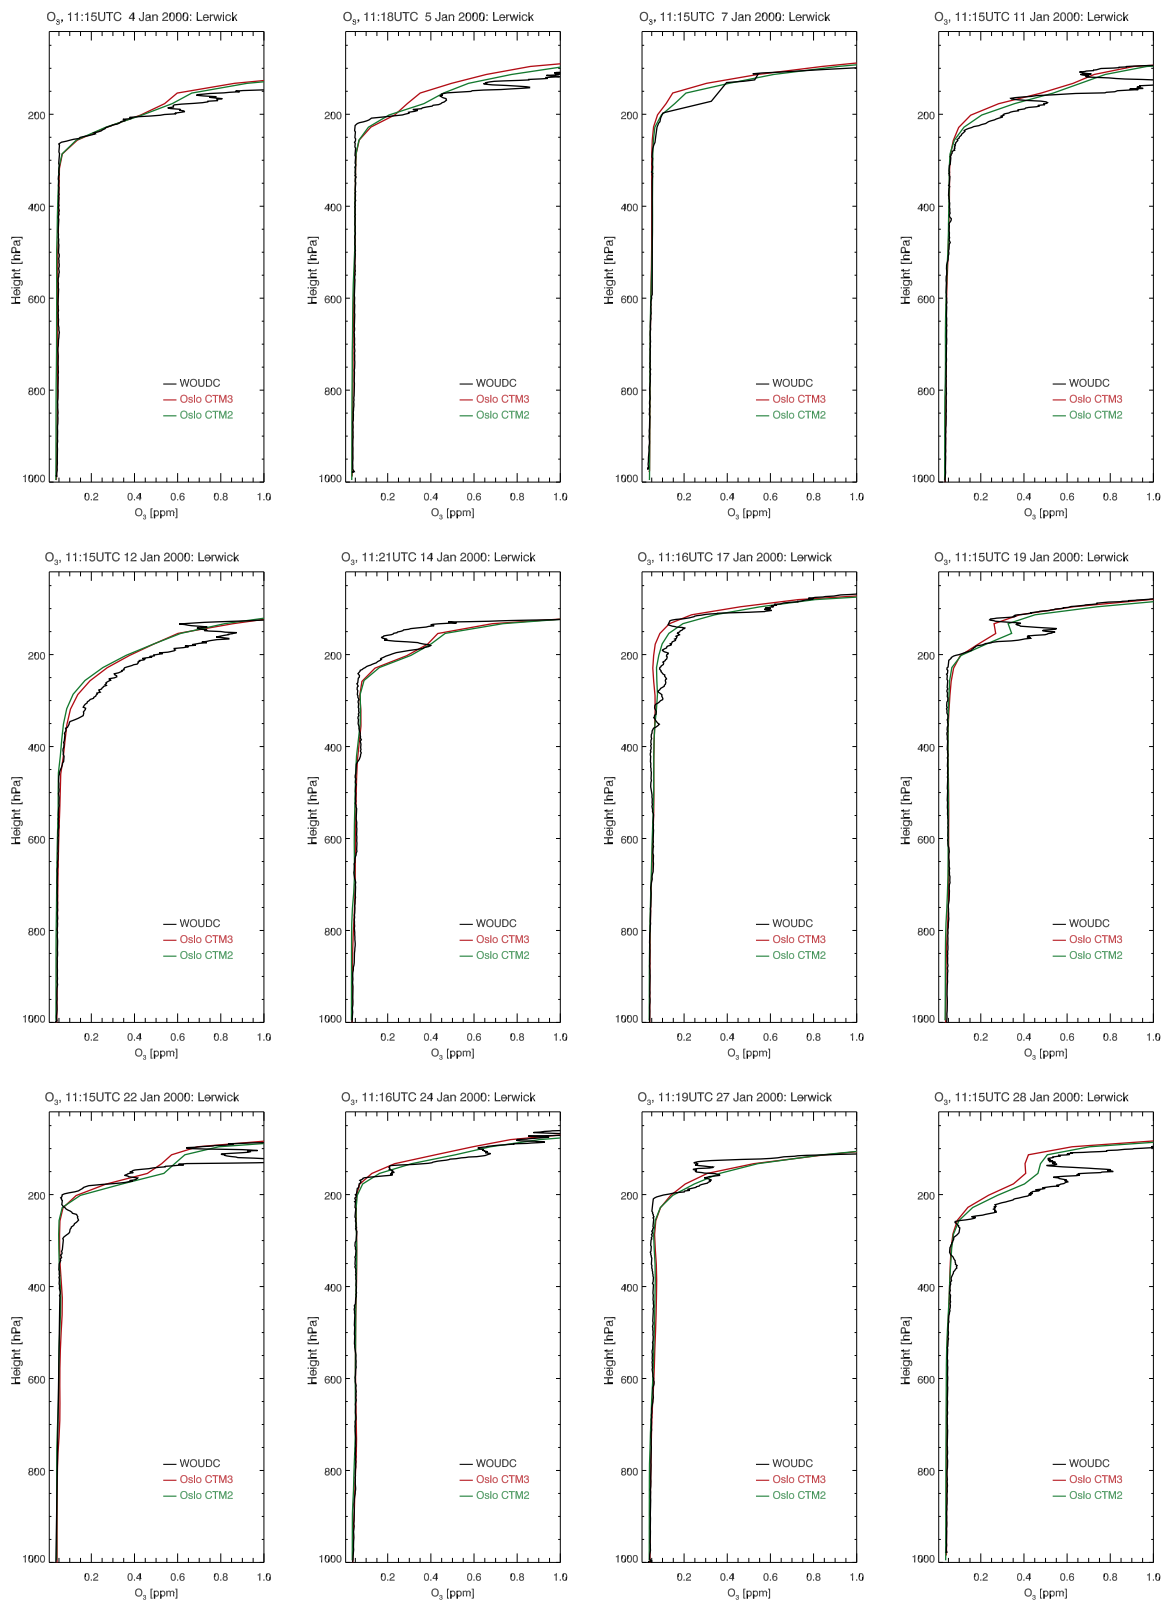 O3, 11:15UTC  4 Jan 2000: Lerwick
200
400
600
800
1000
Height [hPa]
WOUDC
Oslo CTM3
Oslo CTM2
0.2 0.4 0.6 0.8 1.0
O3 [ppm]
O3, 11:18UTC  5 Jan 2000: Lerwick
200
400
600
800
1000
Height [hPa]
WOUDC
Oslo CTM3
Oslo CTM2
0.2 0.4 0.6 0.8 1.0
O3 [ppm]
O3, 11:15UTC  7 Jan 2000: Lerwick
200
400
600
800
1000
Height [hPa]
WOUDC
Oslo CTM3
Oslo CTM2
0.2 0.4 0.6 0.8 1.0
O3 [ppm]
O3, 11:15UTC 11 Jan 2000: Lerwick
200
400
600
800
1000
Height [hPa]
WOUDC
Oslo CTM3
Oslo CTM2
0.2 0.4 0.6 0.8 1.0
O3 [ppm]
O3, 11:15UTC 12 Jan 2000: Lerwick
200
400
600
800
1000
Height [hPa]
WOUDC
Oslo CTM3
Oslo CTM2
0.2 0.4 0.6 0.8 1.0
O3 [ppm]
O3, 11:21UTC 14 Jan 2000: Lerwick
200
400
600
800
1000
Height [hPa]
WOUDC
Oslo CTM3
Oslo CTM2
0.2 0.4 0.6 0.8 1.0
O3 [ppm]
O3, 11:16UTC 17 Jan 2000: Lerwick
200
400
600
800
1000
Height [hPa]
WOUDC
Oslo CTM3
Oslo CTM2
0.2 0.4 0.6 0.8 1.0
O3 [ppm]
O3, 11:15UTC 19 Jan 2000: Lerwick
200
400
600
800
1000
Height [hPa]
WOUDC
Oslo CTM3
Oslo CTM2
0.2 0.4 0.6 0.8 1.0
O3 [ppm]
O3, 11:15UTC 22 Jan 2000: Lerwick
200
400
600
800
1000
Height [hPa]
WOUDC
Oslo CTM3
Oslo CTM2
0.2 0.4 0.6 0.8 1.0
O3 [ppm]
O3, 11:16UTC 24 Jan 2000: Lerwick
200
400
600
800
1000
Height [hPa]
WOUDC
Oslo CTM3
Oslo CTM2
0.2 0.4 0.6 0.8 1.0
O3 [ppm]
O3, 11:19UTC 27 Jan 2000: Lerwick
200
400
600
800
1000
Height [hPa]
WOUDC
Oslo CTM3
Oslo CTM2
0.2 0.4 0.6 0.8 1.0
O3 [ppm]
O3, 11:15UTC 28 Jan 2000: Lerwick
200
400
600
800
1000
Height [hPa]
WOUDC
Oslo CTM3
Oslo CTM2
0.2 0.4 0.6 0.8 1.0
O3 [ppm]